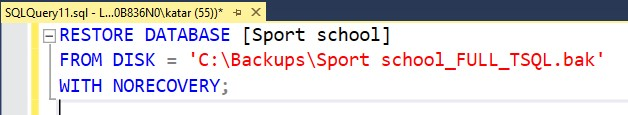 SQLQuery11.sql - L...0B836N0\katar (55))*
RESTORE DATABASE [Sport school]
FROM DISK = 'C:\Backups\Sport school_FULL_TSQL.bak'
WITH NORECOVERY;